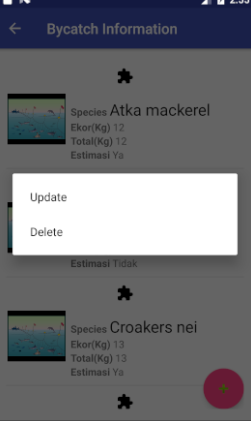 Bycatch Information
Species Atka mackerel
Ekor(Kg) 12
Total(Kg) 12
Estimasi Ya
Update
Delete
Estimasi Tidak
Species Croakers nei
Ekor(Kg) 13
Total(Kg) 13
Estimasi Ya